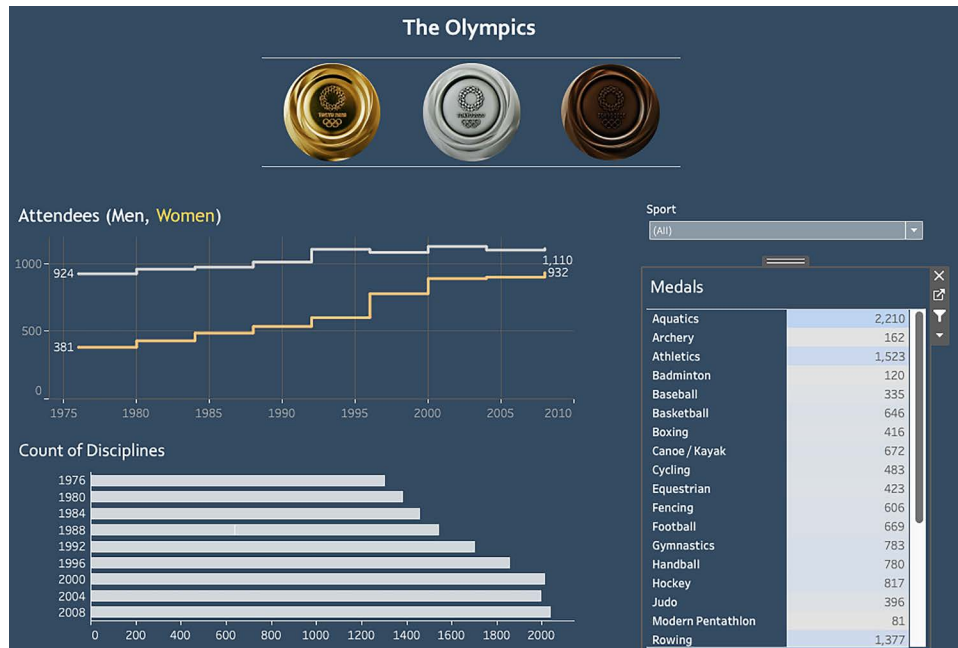 The Olympics
TOKYO 2020
TOKYO 2020
Attendees (Men, Women)
1000
500
0
924
381
1,110
932
1975 1980 1985 1990 1995 2000 2005 2010
Count of Disciplines
1976
1980
1984
1988
1992
1996
2000
2004
2008
0 200 400 600 800 1000 1200 1400 1600 1800 2000
Sport
(All)
Medals
Aquatics 2,210
Archery 162
Athletics 1,523
Badminton 120
Baseball 335
Basketball 646
Boxing 416
Canoe / Kayak 672
Cycling 483
Equestrian 423
Fencing 606
Football 669
Gymnastics 783
Handball 780
Hockey 817
Judo 396
Modern Pentathlon 81
Rowing 1,377